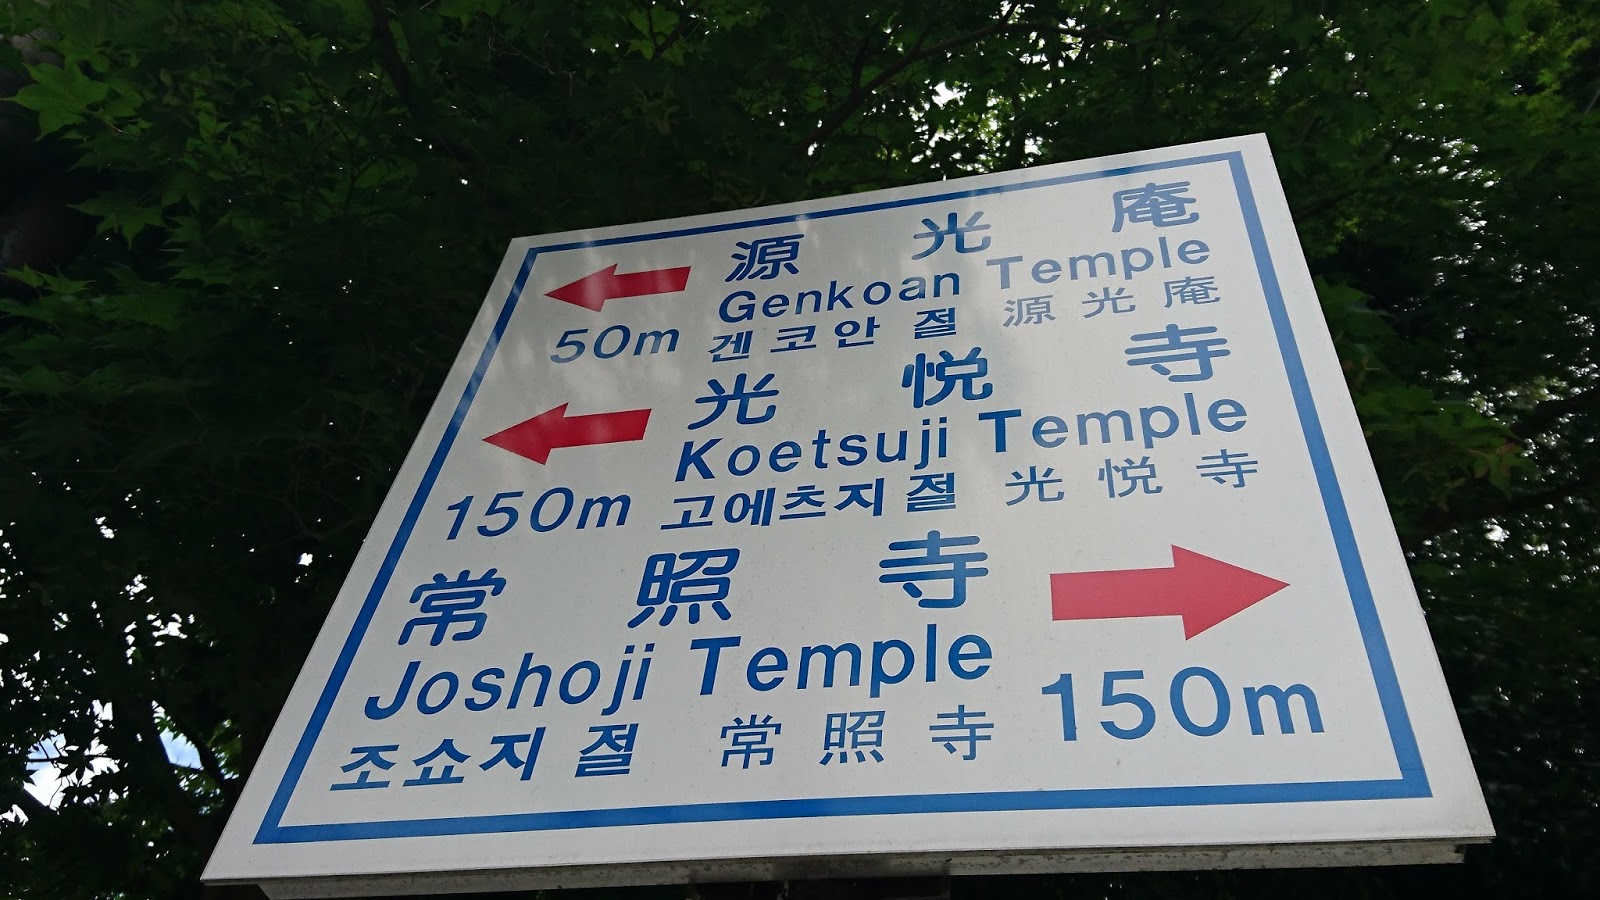 源光庵
Genkoan Temple
50m 겐코안 절 源光庵
光悦寺
Koetsuji Temple
150m 고에츠지 절 光悦寺
常照寺
Joshoji Temple
조쇼지 절 常照寺 150m